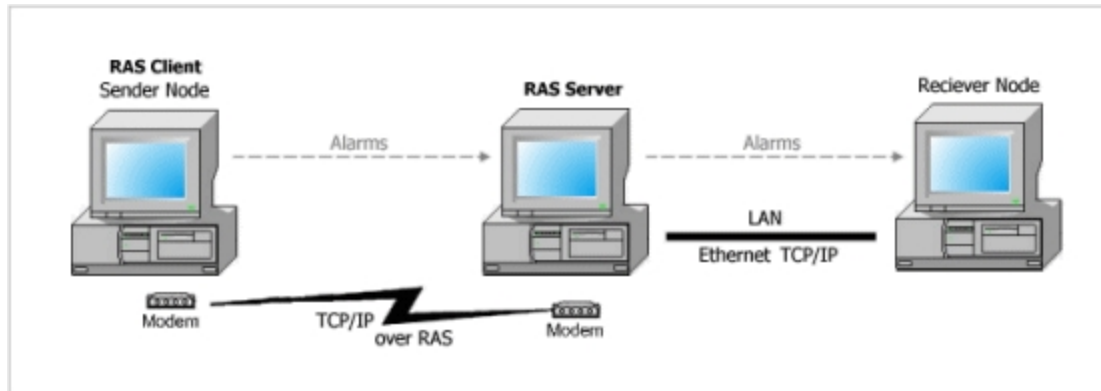 RAS Client
Sender Node
RAS Server
Reciever Node
Alarms
Alarms
LAN
Ethernet TCP/IP
Modem
TCP/IP
over RAS
Modem